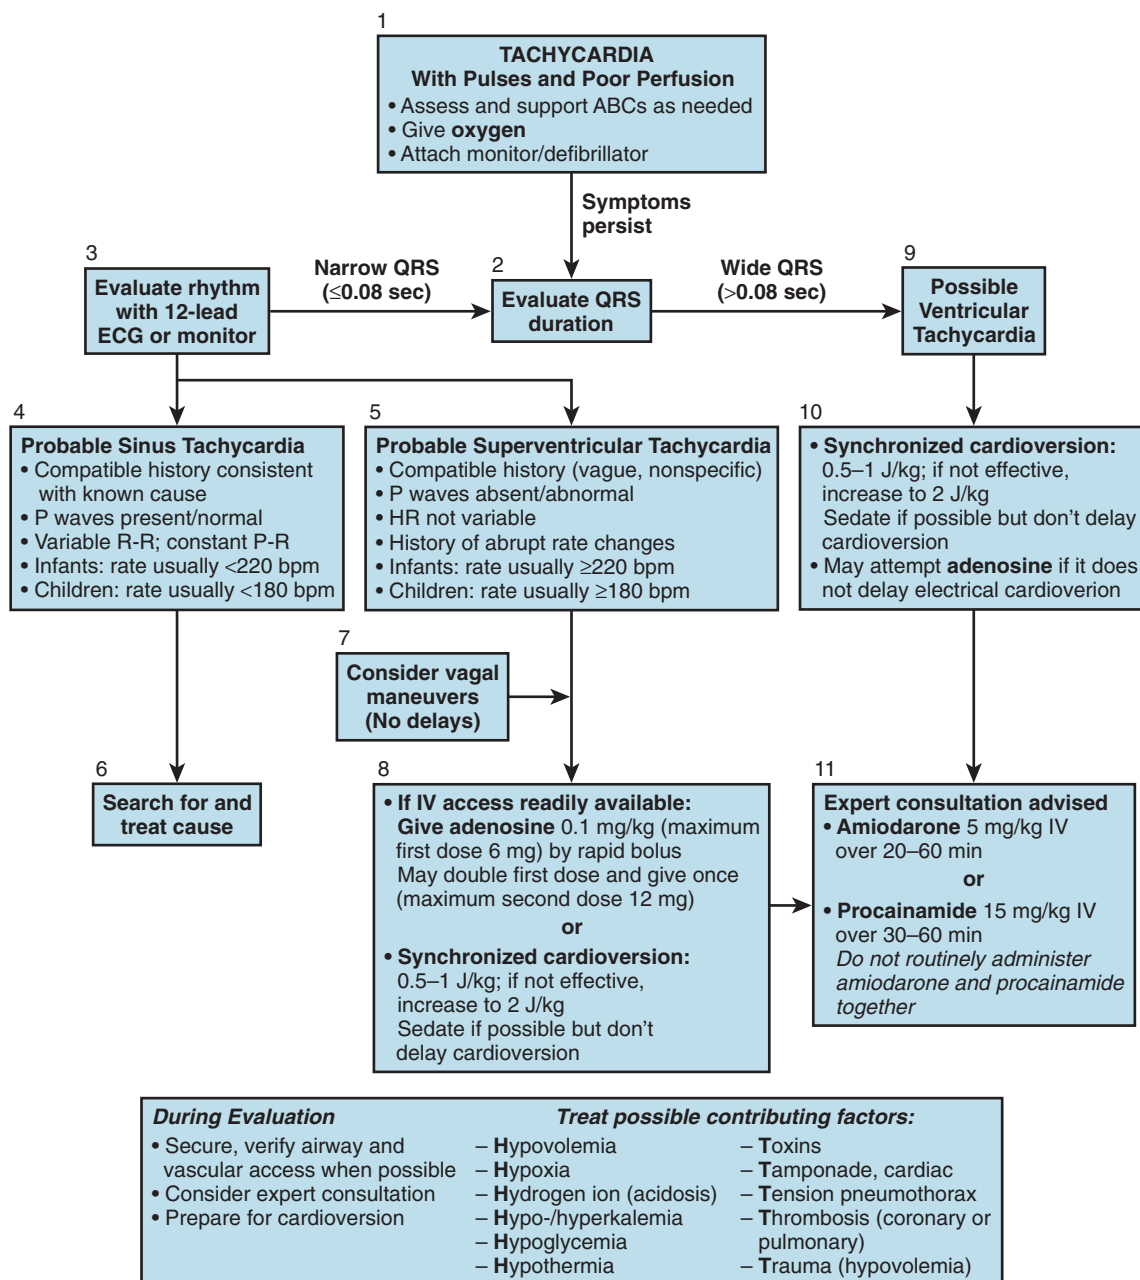 1
TACHYCARDIA
With Pulses and Poor Perfusion
• Assess and support ABCs as needed
• Give oxygen
• Attach monitor/defibrillator
Symptoms
persist
3
Evaluate rhythm
with 12-lead
ECG or monitor
Narrow QRS
(≤0.08 sec)
2
Evaluate QRS
duration
Wide QRS
(>0.08 sec)
9
Possible
Ventricular
Tachycardia
4
Probable Sinus Tachycardia
• Compatible history consistent
with known cause
• P waves present/normal
• Variable R-R; constant P-R
• Infants: rate usually <220 bpm
• Children: rate usually <180 bpm
5
Probable Superventricular Tachycardia
• Compatible history (vague, nonspecific)
• P waves absent/abnormal
• HR not variable
• History of abrupt rate changes
• Infants: rate usually ≥220 bpm
• Children: rate usually ≥180 bpm
10
• Synchronized cardioversion:
0.5–1 J/kg; if not effective,
increase to 2 J/kg
Sedate if possible but don't delay
cardioversion
• May attempt adenosine if it does
not delay electrical cardioverion
7
Consider vagal
maneuvers
(No delays)
6
Search for and
treat cause
8
• If IV access readily available:
Give adenosine 0.1 mg/kg (maximum
first dose 6 mg) by rapid bolus
May double first dose and give once
(maximum second dose 12 mg)
or
• Synchronized cardioversion:
0.5–1 J/kg; if not effective,
increase to 2 J/kg
Sedate if possible but don't
delay cardioversion
11
Expert consultation advised
• Amiodarone 5 mg/kg IV
over 20–60 min
or
• Procainamide 15 mg/kg IV
over 30–60 min
Do not routinely administer
amiodarone and procainamide
together
During Evaluation
• Secure, verify airway and
vascular access when possible
• Consider expert consultation
• Prepare for cardioversion
Treat possible contributing factors:
– Hypovolemia
– Hypoxia
– Hydrogen ion (acidosis)
– Hypo-/hyperkalemia
– Hypoglycemia
– Hypothermia
– Toxins
– Tamponade, cardiac
– Tension pneumothorax
– Thrombosis (coronary or
pulmonary)
– Trauma (hypovolemia)